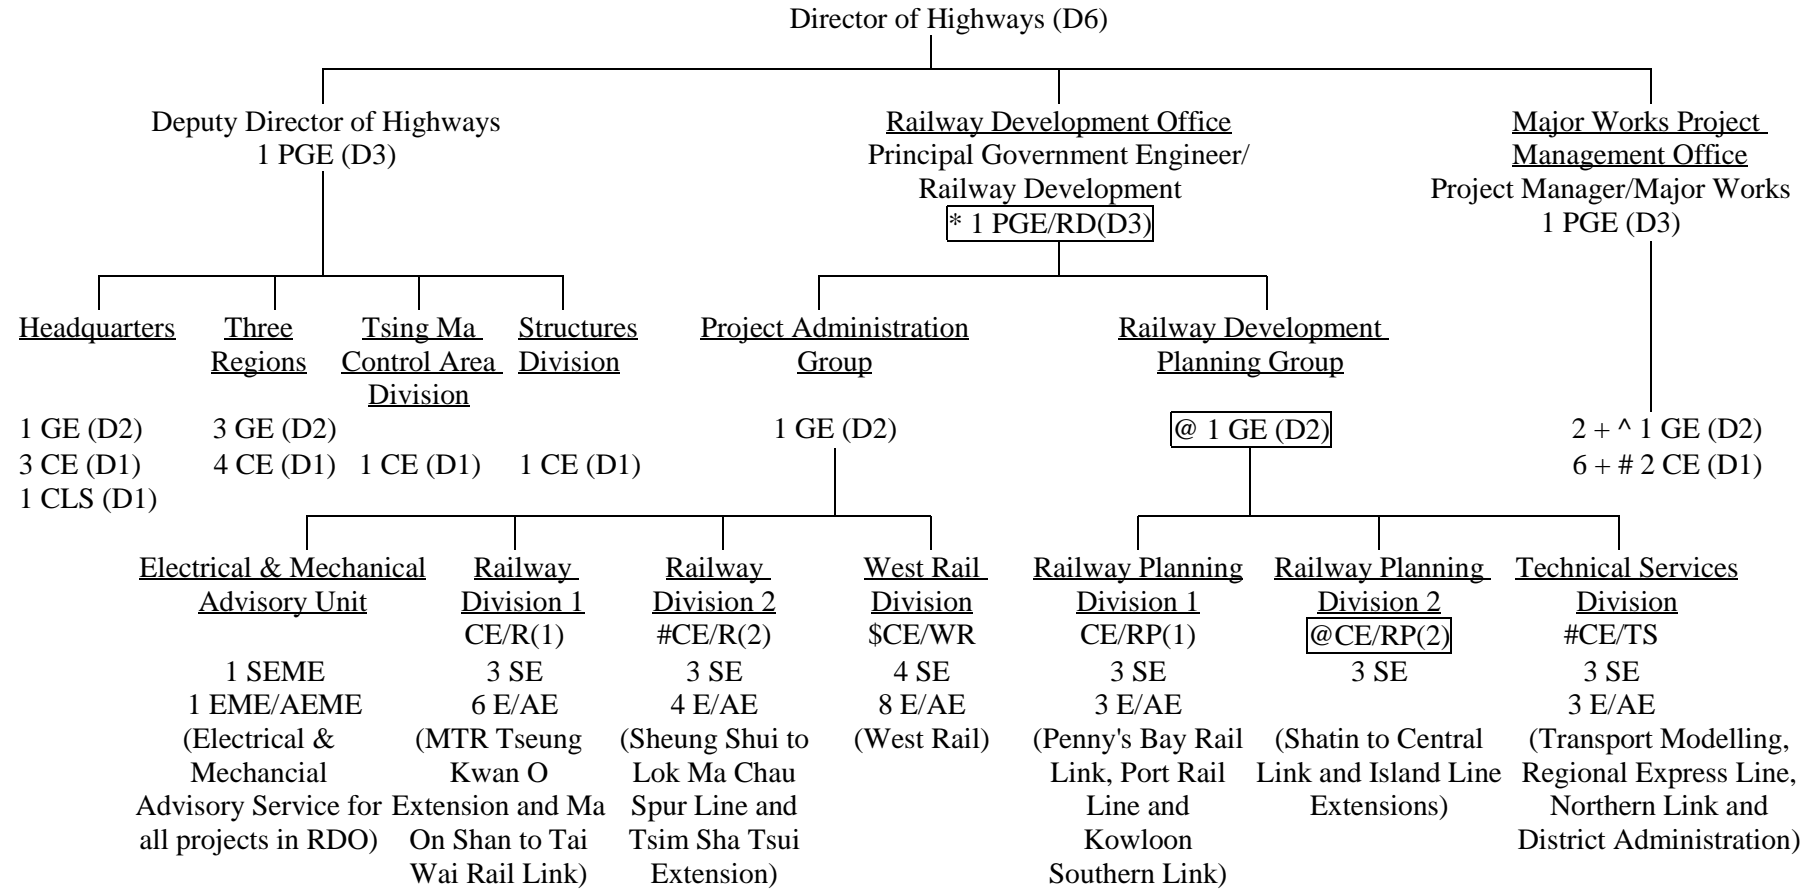 Director of Highways (D6)
Deputy Director of Highways
1 PGE (D3)
Railway Development Office
Principal Government Engineer/
Railway Development
* 1 PGE/RD(D3)
Major Works Project
Management Office
Project Manager/Major Works
1 PGE (D3)
Headquarters
1 GE (D2)
3 CE (D1)
1 CLS (D1)
Three
Regions
3 GE (D2)
4 CE (D1)
Tsing Ma
Control Area
Division
1 CE (D1)
Structures
Division
1 CE (D1)
Project Administration
Group
1 GE (D2)
Railway Development
Planning Group
@ 1 GE (D2)
2 + ^ 1 GE (D2)
6 + # 2 CE (D1)
Electrical & Mechanical
Advisory Unit
1 SEME
1 EME/AEME
(Electrical &
Mechancial
Advisory Service for
all projects in RDO)
Railway
Division 1
CE/R(1)
3 SE
6 E/AE
(MTR Tseung
Kwan O
Extension and Ma
On Shan to Tai
Wai Rail Link)
Railway
Division 2
#CE/R(2)
3 SE
4 E/AE
(Sheung Shui to
Lok Ma Chau
Spur Line and
Tsim Sha Tsui
Extension)
West Rail
Division
$CE/WR
4 SE
8 E/AE
(West Rail)
Railway Planning
Division 1
CE/RP(1)
3 SE
3 E/AE
(Penny's Bay Rail
Link, Port Rail
Line and
Kowloon
Southern Link)
Railway Planning
Division 2
@CE/RP(2)
3 SE
(Shatin to Central
Link and Island Line
Extensions)
Technical Services
Division
#CE/TS
3 SE
3 E/AE
(Transport Modelling,
Regional Express Line,
Northern Link and
District Administration)